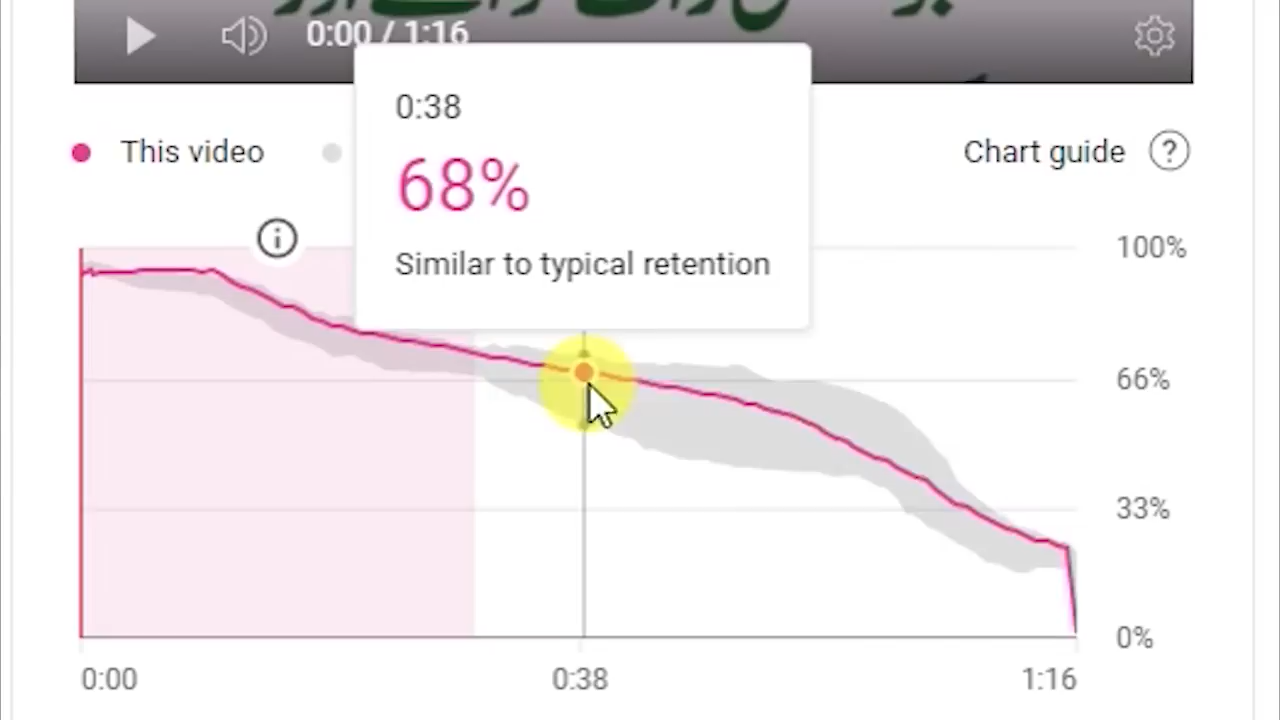 0:00 / 1:16
0:38
68%
Similar to typical retention
This video
Chart guide
?
i
100%
66%
33%
0%
0:00
0:38
1:16